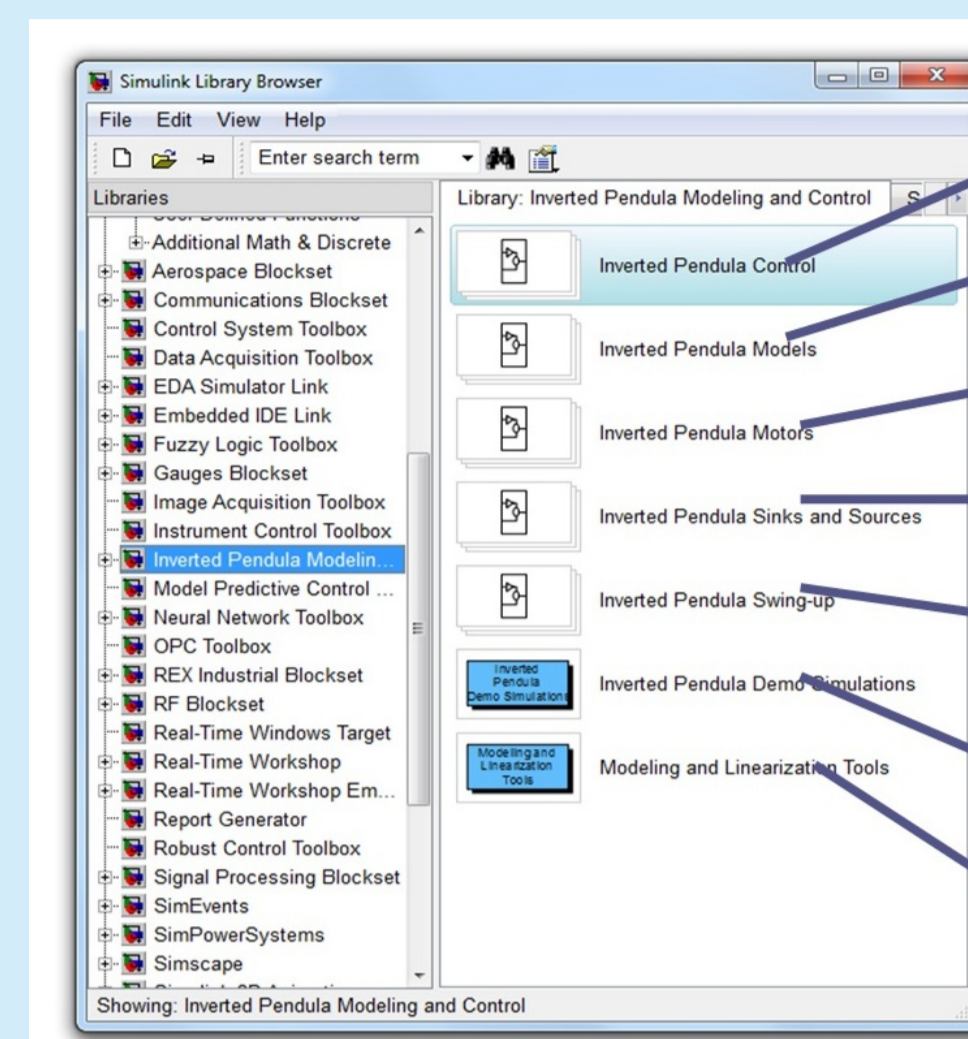 Simulink Library Browser
File Edit View Help
Enter search term
Libraries
Library: Inverted Pendula Modeling and Control
S
Additional Math & Discrete
Aerospace Blockset
Communications Blockset
Control System Toolbox
Data Acquisition Toolbox
EDA Simulator Link
Embedded IDE Link
Fuzzy Logic Toolbox
Gauges Blockset
Image Acquisition Toolbox
Instrument Control Toolbox
Inverted Pendula Modelin...
Model Predictive Control ...
Neural Network Toolbox
OPC Toolbox
REX Industrial Blockset
RF Blockset
Real-Time Windows Target
Real-Time Workshop
Real-Time Workshop Em...
Report Generator
Robust Control Toolbox
Signal Processing Blockset
SimEvents
SimPowerSystems
Simscape
Inverted Pendula Control
Inverted Pendula Models
Inverted Pendula Motors
Inverted Pendula Sinks and Sources
Inverted Pendula Swing-up
Inverted
Pendula
Demo Simulations
Inverted Pendula Demo Simulations
Modeling and
Linearization
Tools
Modeling and Linearization Tools
Showing: Inverted Pendula Modeling and Control